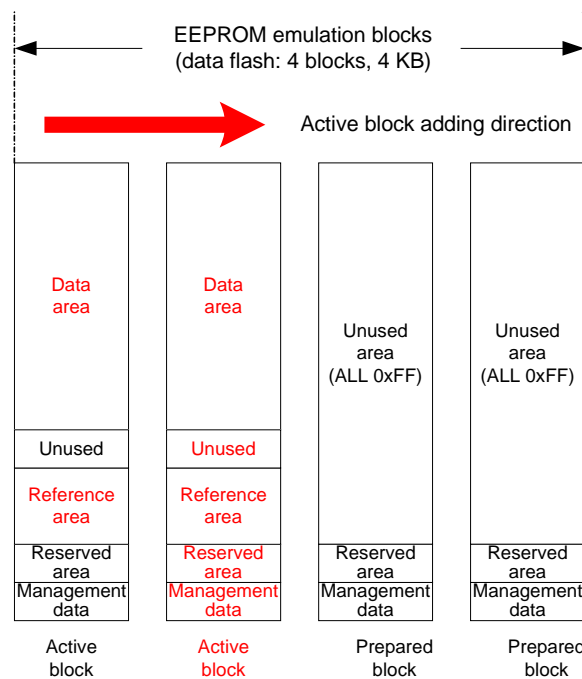 EEPROM emulation blocks
(data flash: 4 blocks, 4 KB)
Active block adding direction
Data
area
Unused
Reference
area
Reserved
area
Management
data
Active
block
Data
area
Unused
Reference
area
Reserved
area
Management
data
Active
block
Unused
area
(ALL 0xFF)
Reserved
area
Management
data
Prepared
block
Unused
area
(ALL 0xFF)
Reserved
area
Management
data
Prepared
block